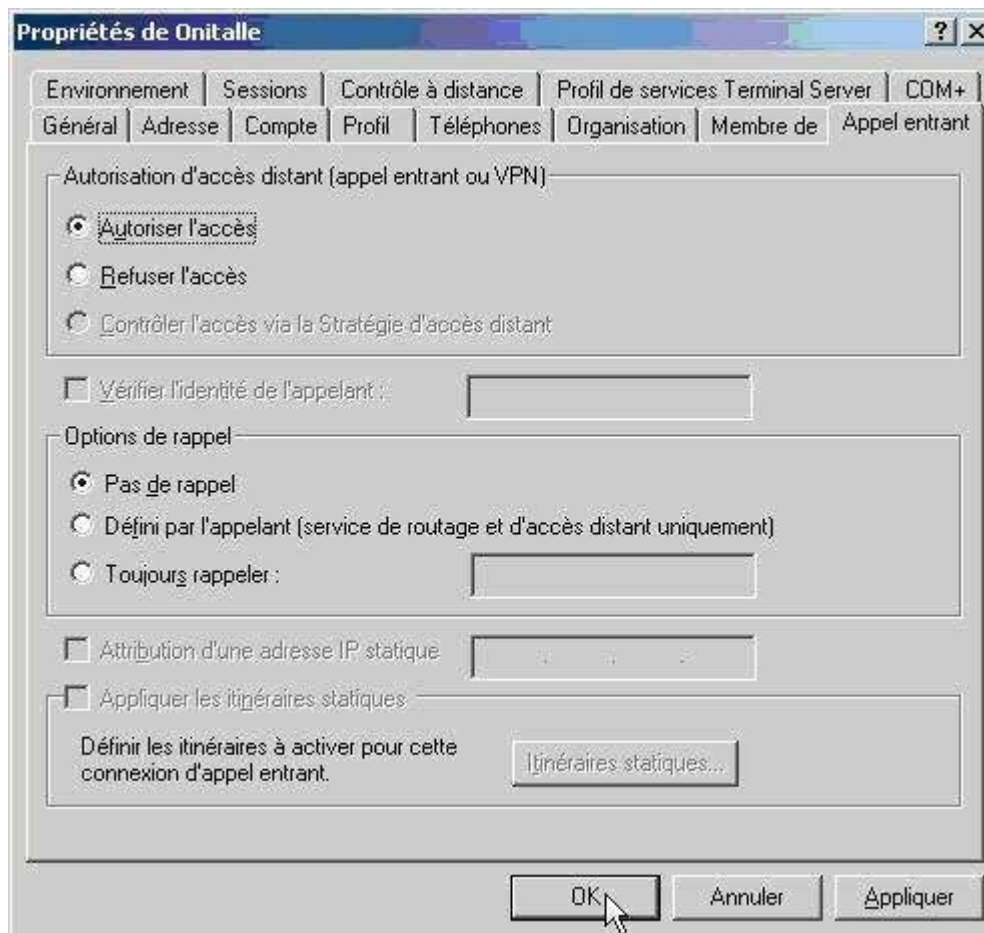 Propriétés de Onitalle
Environnement Sessions Contrôle à distance Profil de services Terminal Server COM+
Général Adresse Compte Profil Téléphones Organisation Membre de Appel entrant
Autorisation d'accès distant (appel entrant ou VPN)
Autoriser l'accès
Refuser l'accès
Contrôler l'accès via la Stratégie d'accès distant
Vérifier l'identité de l'appelant :
Options de rappel
Pas de rappel
Défini par l'appelant (service de routage et d'accès distant uniquement)
Toujours rappeler :
Attribution d'une adresse IP statique
Appliquer les itinéraires statiques
Définir les itinéraires à activer pour cette
connexion d'appel entrant.
Itinéraires statiques...
OK Annuler Appliquer